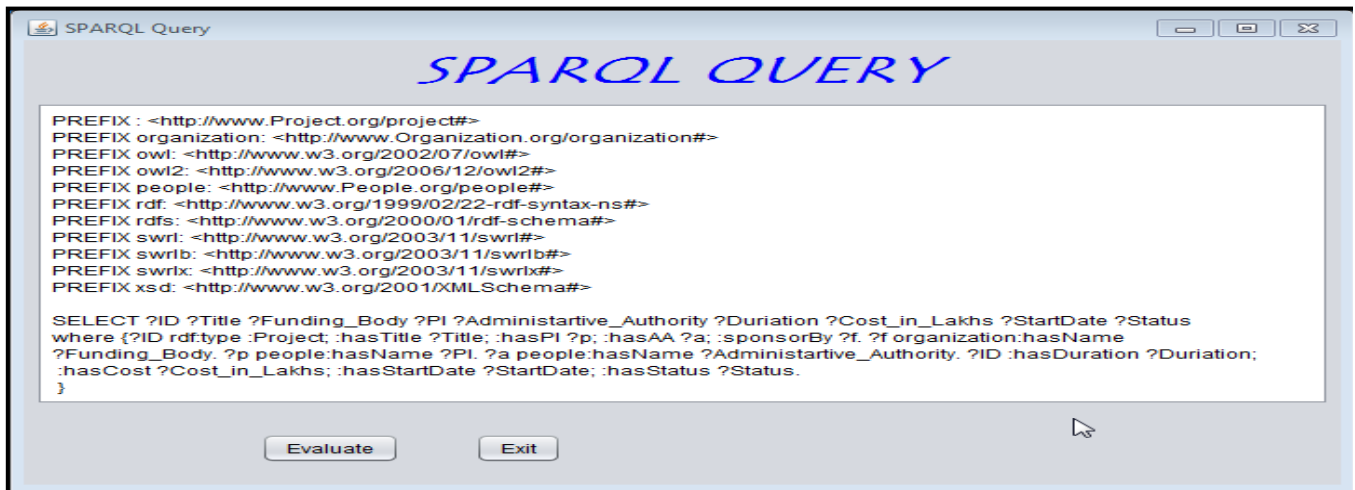 SPARQL Query
SPARQL QUERY
PREFIX : <http://www.Project.org/project#>
PREFIX organization: <http://www.Organization.org/organization#>
PREFIX owl: <http://www.w3.org/2002/07/owl#>
PREFIX owl2: <http://www.w3.org/2006/12/owl2#>
PREFIX people: <http://www.People.org/people#>
PREFIX rdf: <http://www.w3.org/1999/02/22-rdf-syntax-ns#>
PREFIX rdfs: <http://www.w3.org/2000/01/rdf-schema#>
PREFIX swrl: <http://www.w3.org/2003/11/swrl#>
PREFIX swrlb: <http://www.w3.org/2003/11/swrlb#>
PREFIX swrlx: <http://www.w3.org/2003/11/swrlx#>
PREFIX xsd: <http://www.w3.org/2001/XMLSchema#>
SELECT ?ID ?Title ?Funding_Body ?PI ?Administartive_Authority ?Duriation ?Cost_in_Lakhs ?StartDate ?Status
where {?ID rdf:type :Project; :hasTitle ?Title; :hasPI ?p; :hasAA ?a; :sponsorBy ?f. ?f organization:hasName
?Funding_Body. ?p people:hasName ?PI. ?a people:hasName ?Administartive_Authority. ?ID :hasDuration ?Duriation;
:hasCost ?Cost_in_Lakhs; :hasStartDate ?StartDate; :hasStatus ?Status.
}
Evaluate Exit